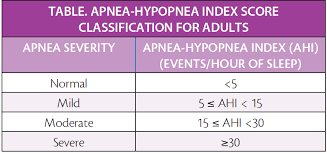 TABLE. APNEA-HYPOPNEA INDEX SCORE
CLASSIFICATION FOR ADULTS
APNEA SEVERITY APNEA-HYPOPNEA INDEX (AHI)
(EVENTS/HOUR OF SLEEP)
Normal <5
Mild 5 ≤ AHI < 15
Moderate 15 ≤ AHI <30
Severe ≥30